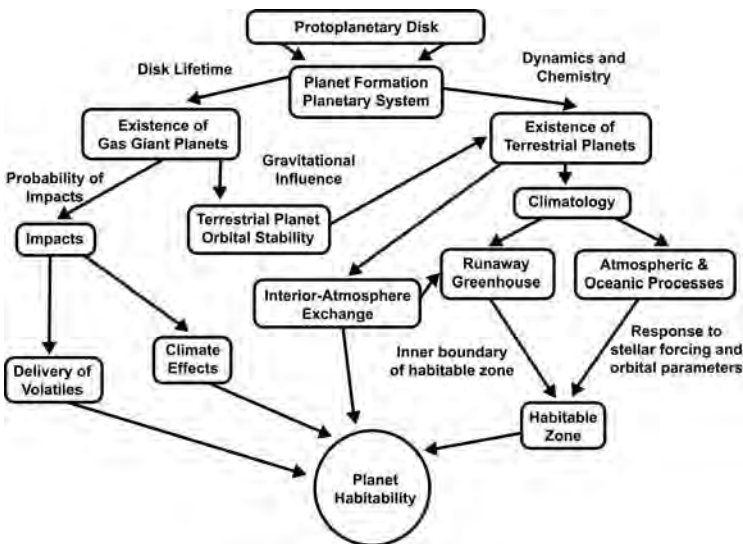 Protoplanetary Disk
Disk Lifetime
Planet Formation
Planetary System
Dynamics and
Chemistry
Existence of
Gas Giant Planets
Existence of
Terrestrial Planets
Gravitational
Influence
Probability of
Impacts
Climatology
Terrestrial Planet
Orbital Stability
Impacts
Runaway
Greenhouse
Atmospheric &
Oceanic Processes
Interior-Atmosphere
Exchange
Climate
Effects
Inner boundary
of habitable zone
Response to
stellar forcing and
orbital parameters
Delivery of
Volatiles
Habitable
Zone
Planet
Habitability